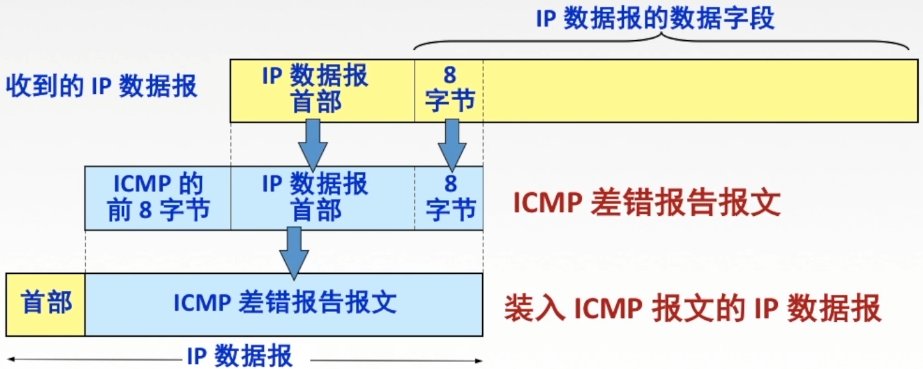 IP 数据报的数据字段
收到的 IP 数据报
IP 数据报
首部
8
字节
ICMP 的
前 8 字节
IP 数据报
首部
8
字节
ICMP 差错报告报文
首部
ICMP 差错报告报文
装入 ICMP 报文的 IP 数据报
IP 数据报